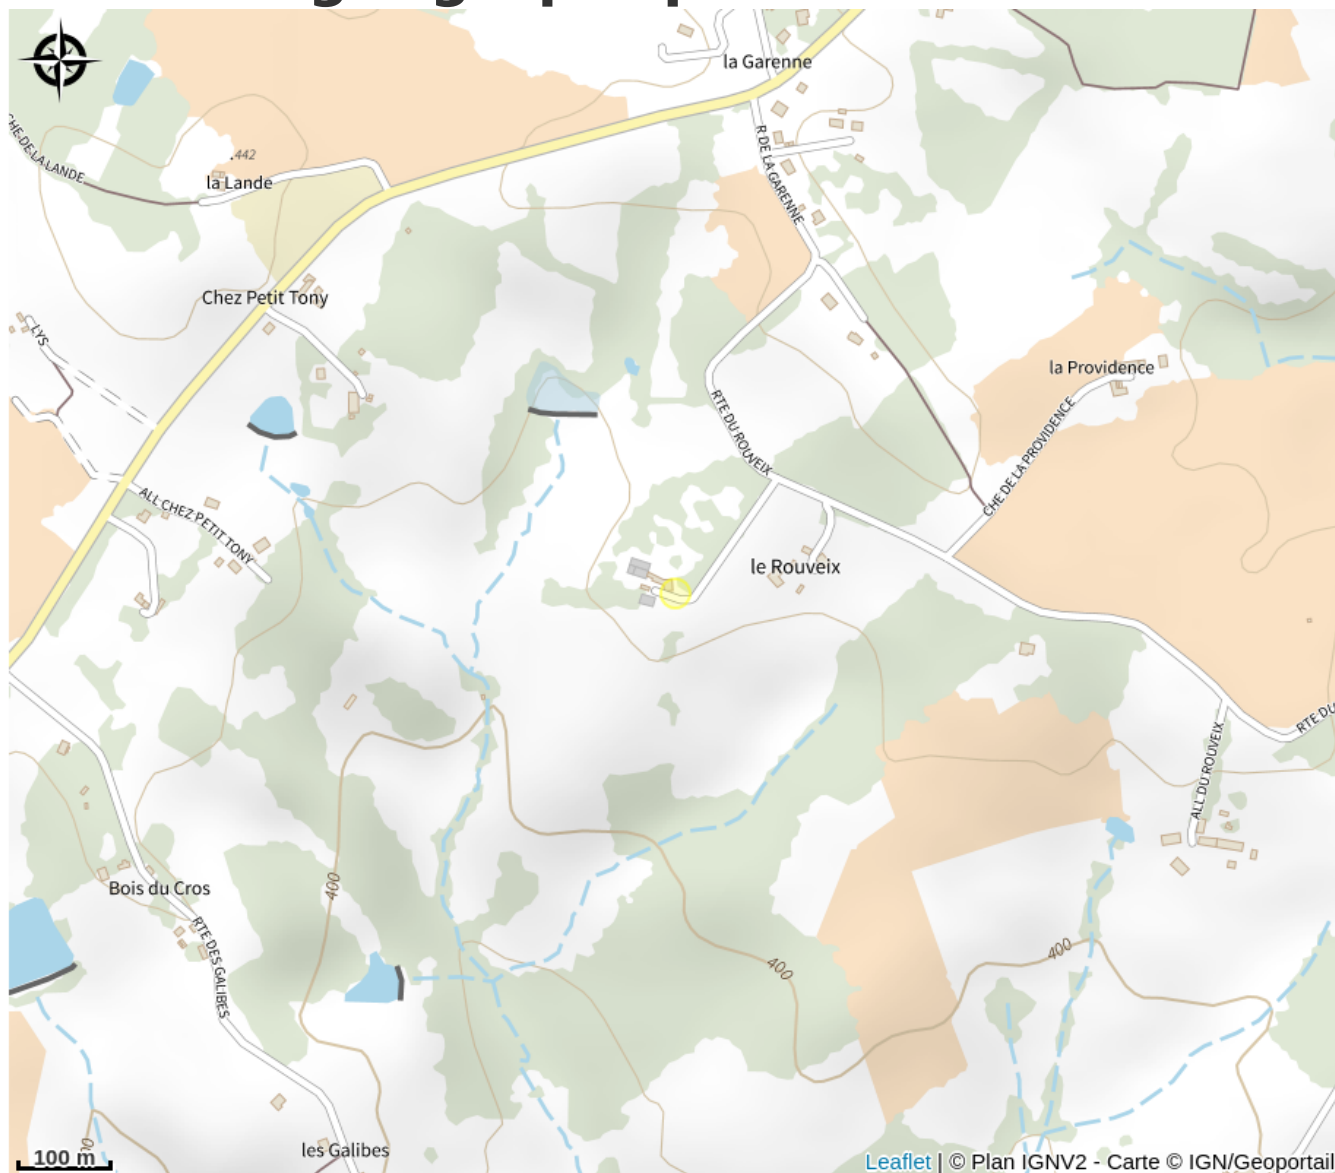 la Garenne
CHE-DE-LA-LANDE
.442
la Lande
R DE LA GARENNE
Chez Petit Tony
LYS
la Providence
RTE DU ROUVEIX
CHE DE LA PROVIDENCE
ALL CHEZ PETIT TONY
le Rouveix
RTE DU
ALL DU ROUVEIX
400
Bois du Cros
RTE DES GALIBES
400
400
les Galibes
100 m
Leaflet | © Plan IGNV2 - Carte © IGN/Geoportail